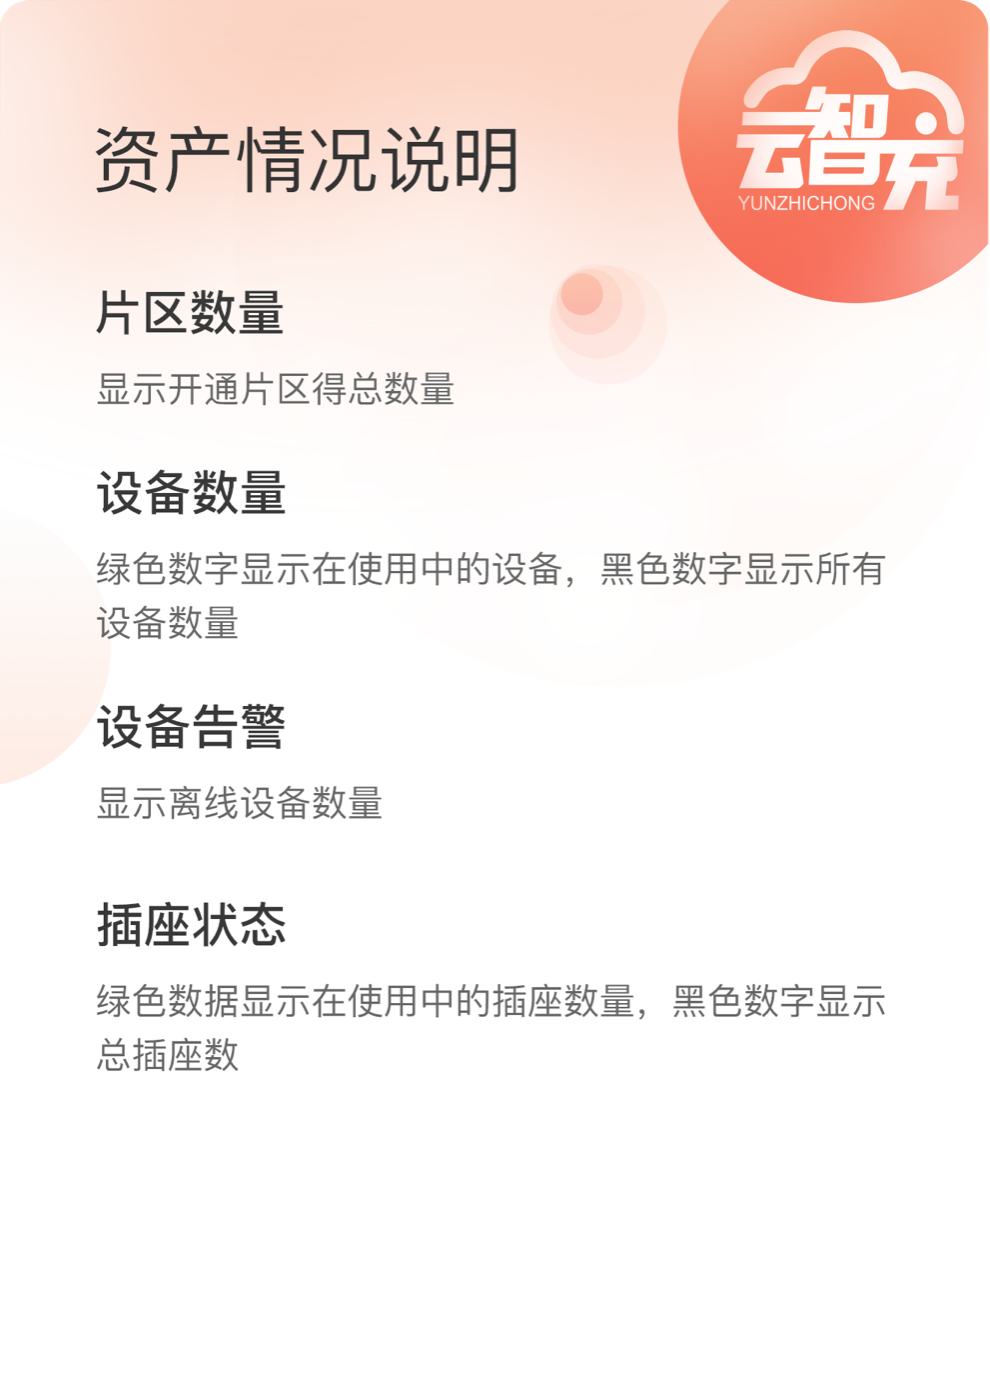 云智充
YUNZHICHONG
资产情况说明
片区数量
显示开通片区得总数量
设备数量
绿色数字显示在使用中的设备，黑色数字显示所有
设备数量
设备告警
显示离线设备数量
插座状态
绿色数据显示在使用中的插座数量，黑色数字显示
总插座数